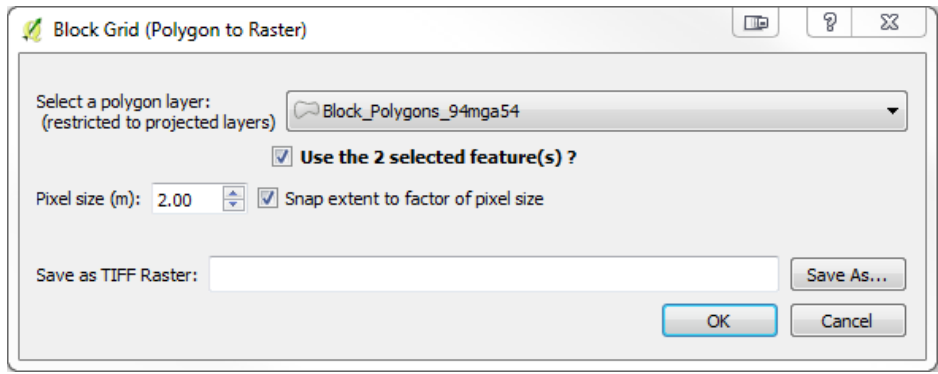 Block Grid (Polygon to Raster)
Select a polygon layer:
(restricted to projected layers)
Block_Polygons_94mga54
Use the 2 selected feature(s) ?
Pixel size (m): 2.00 Snap extent to factor of pixel size
Save as TIFF Raster: Save As...
OK Cancel